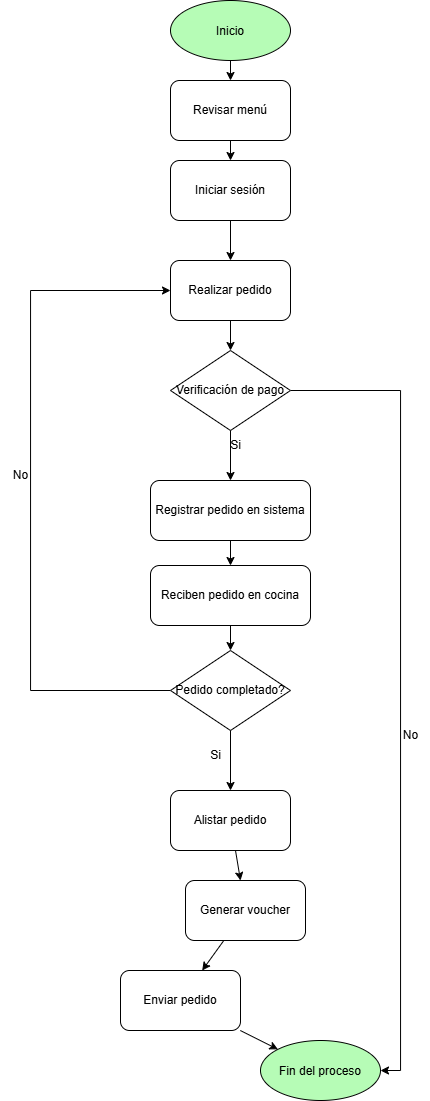 Inicio
Revisar menú
Iniciar sesión
Realizar pedido
Verificación de pago
Si
No
Registrar pedido en sistema
Reciben pedido en cocina
Pedido completado?
No
Si
Alistar pedido
Generar voucher
Enviar pedido
Fin del proceso